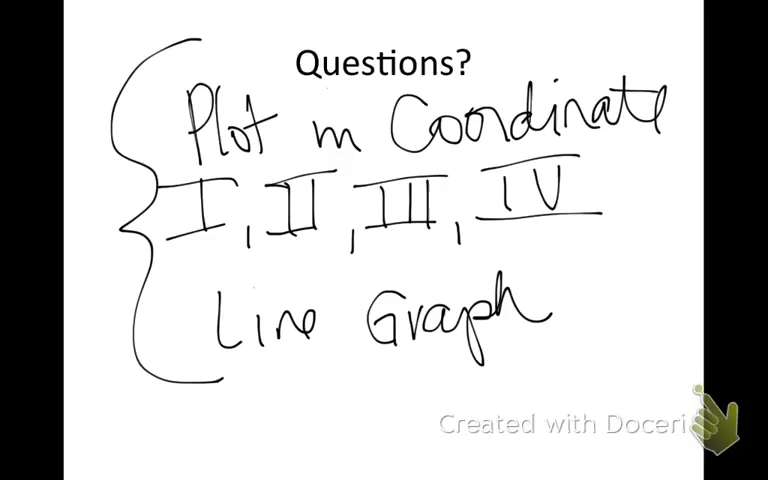 Questions?
Plot in Coordinate
I, II, III, IV
Line Graph
Created with Doceri